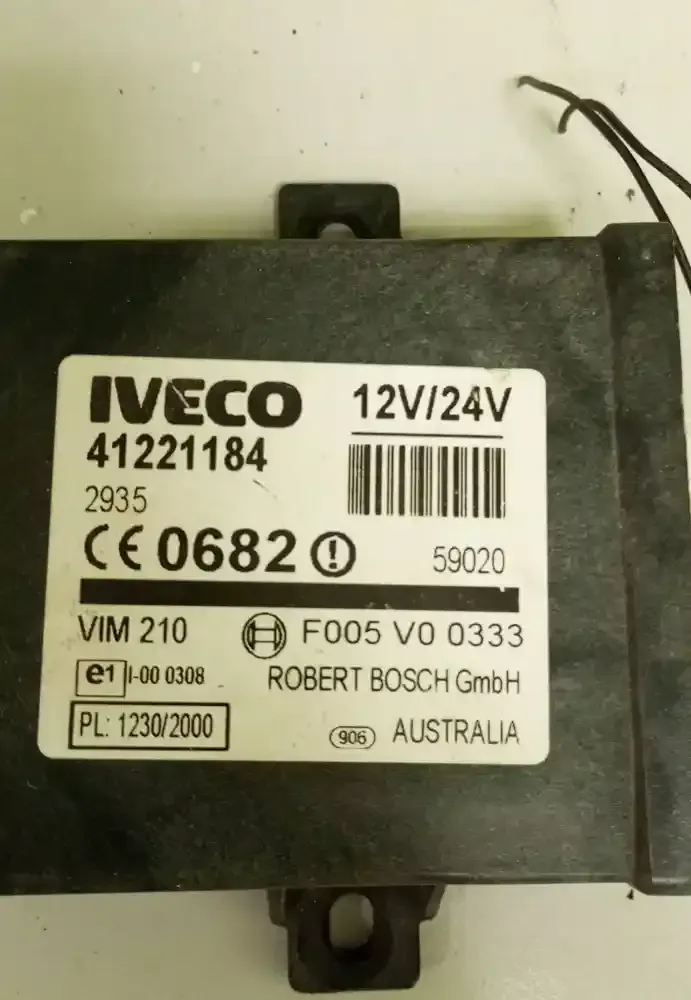 IVECO 12V/24V
41221184
2935
CE 0682 ! 59020
VIM 210 F005 V0 0333
e1 I-00 0308 ROBERT BOSCH GmbH
PL: 1230/2000 906 AUSTRALIA